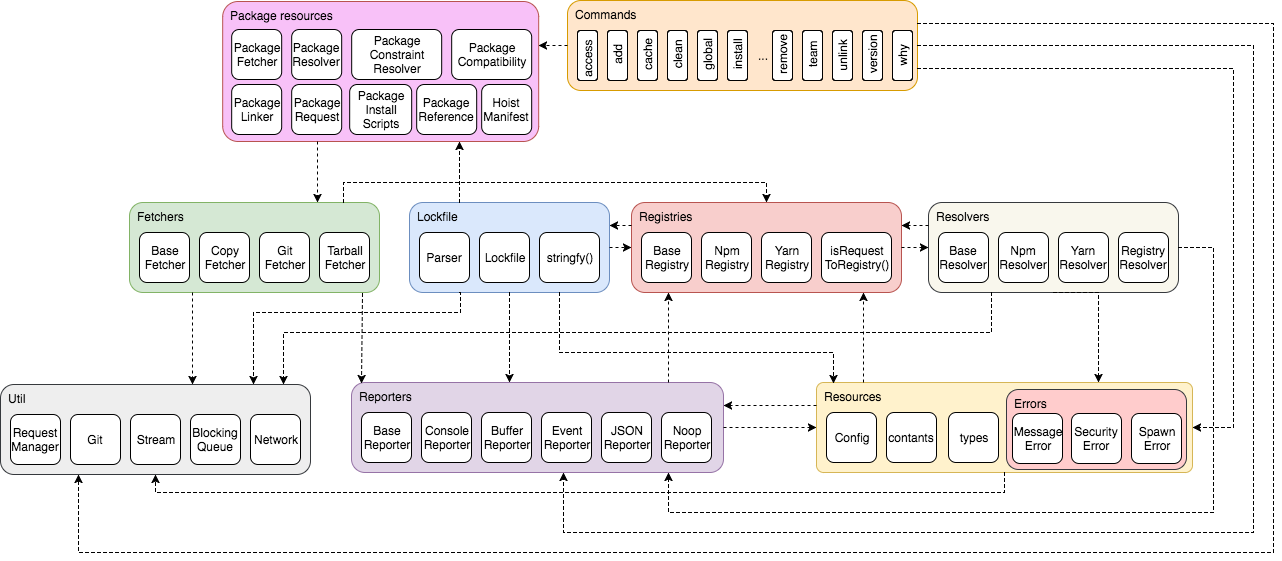 Package resources
Package
Fetcher
Package
Resolver
Package
Constraint
Resolver
Package
Compatibility
Package
Linker
Package
Request
Package
Install
Scripts
Package
Reference
Hoist
Manifest
Commands
access
add
cache
clean
global
install
...
remove
team
unlink
version
why
Fetchers
Base
Fetcher
Copy
Fetcher
Git
Fetcher
Tarball
Fetcher
Lockfile
Parser
Lockfile
stringfy()
Registries
Base
Registry
Npm
Registry
Yarn
Registry
isRequest
ToRegistry()
Resolvers
Base
Resolver
Npm
Resolver
Yarn
Resolver
Registry
Resolver
Util
Request
Manager
Git
Stream
Blocking
Queue
Network
Reporters
Base
Reporter
Console
Reporter
Buffer
Reporter
Event
Reporter
JSON
Reporter
Noop
Reporter
Resources
Config
contants
types
Errors
Message
Error
Security
Error
Spawn
Error